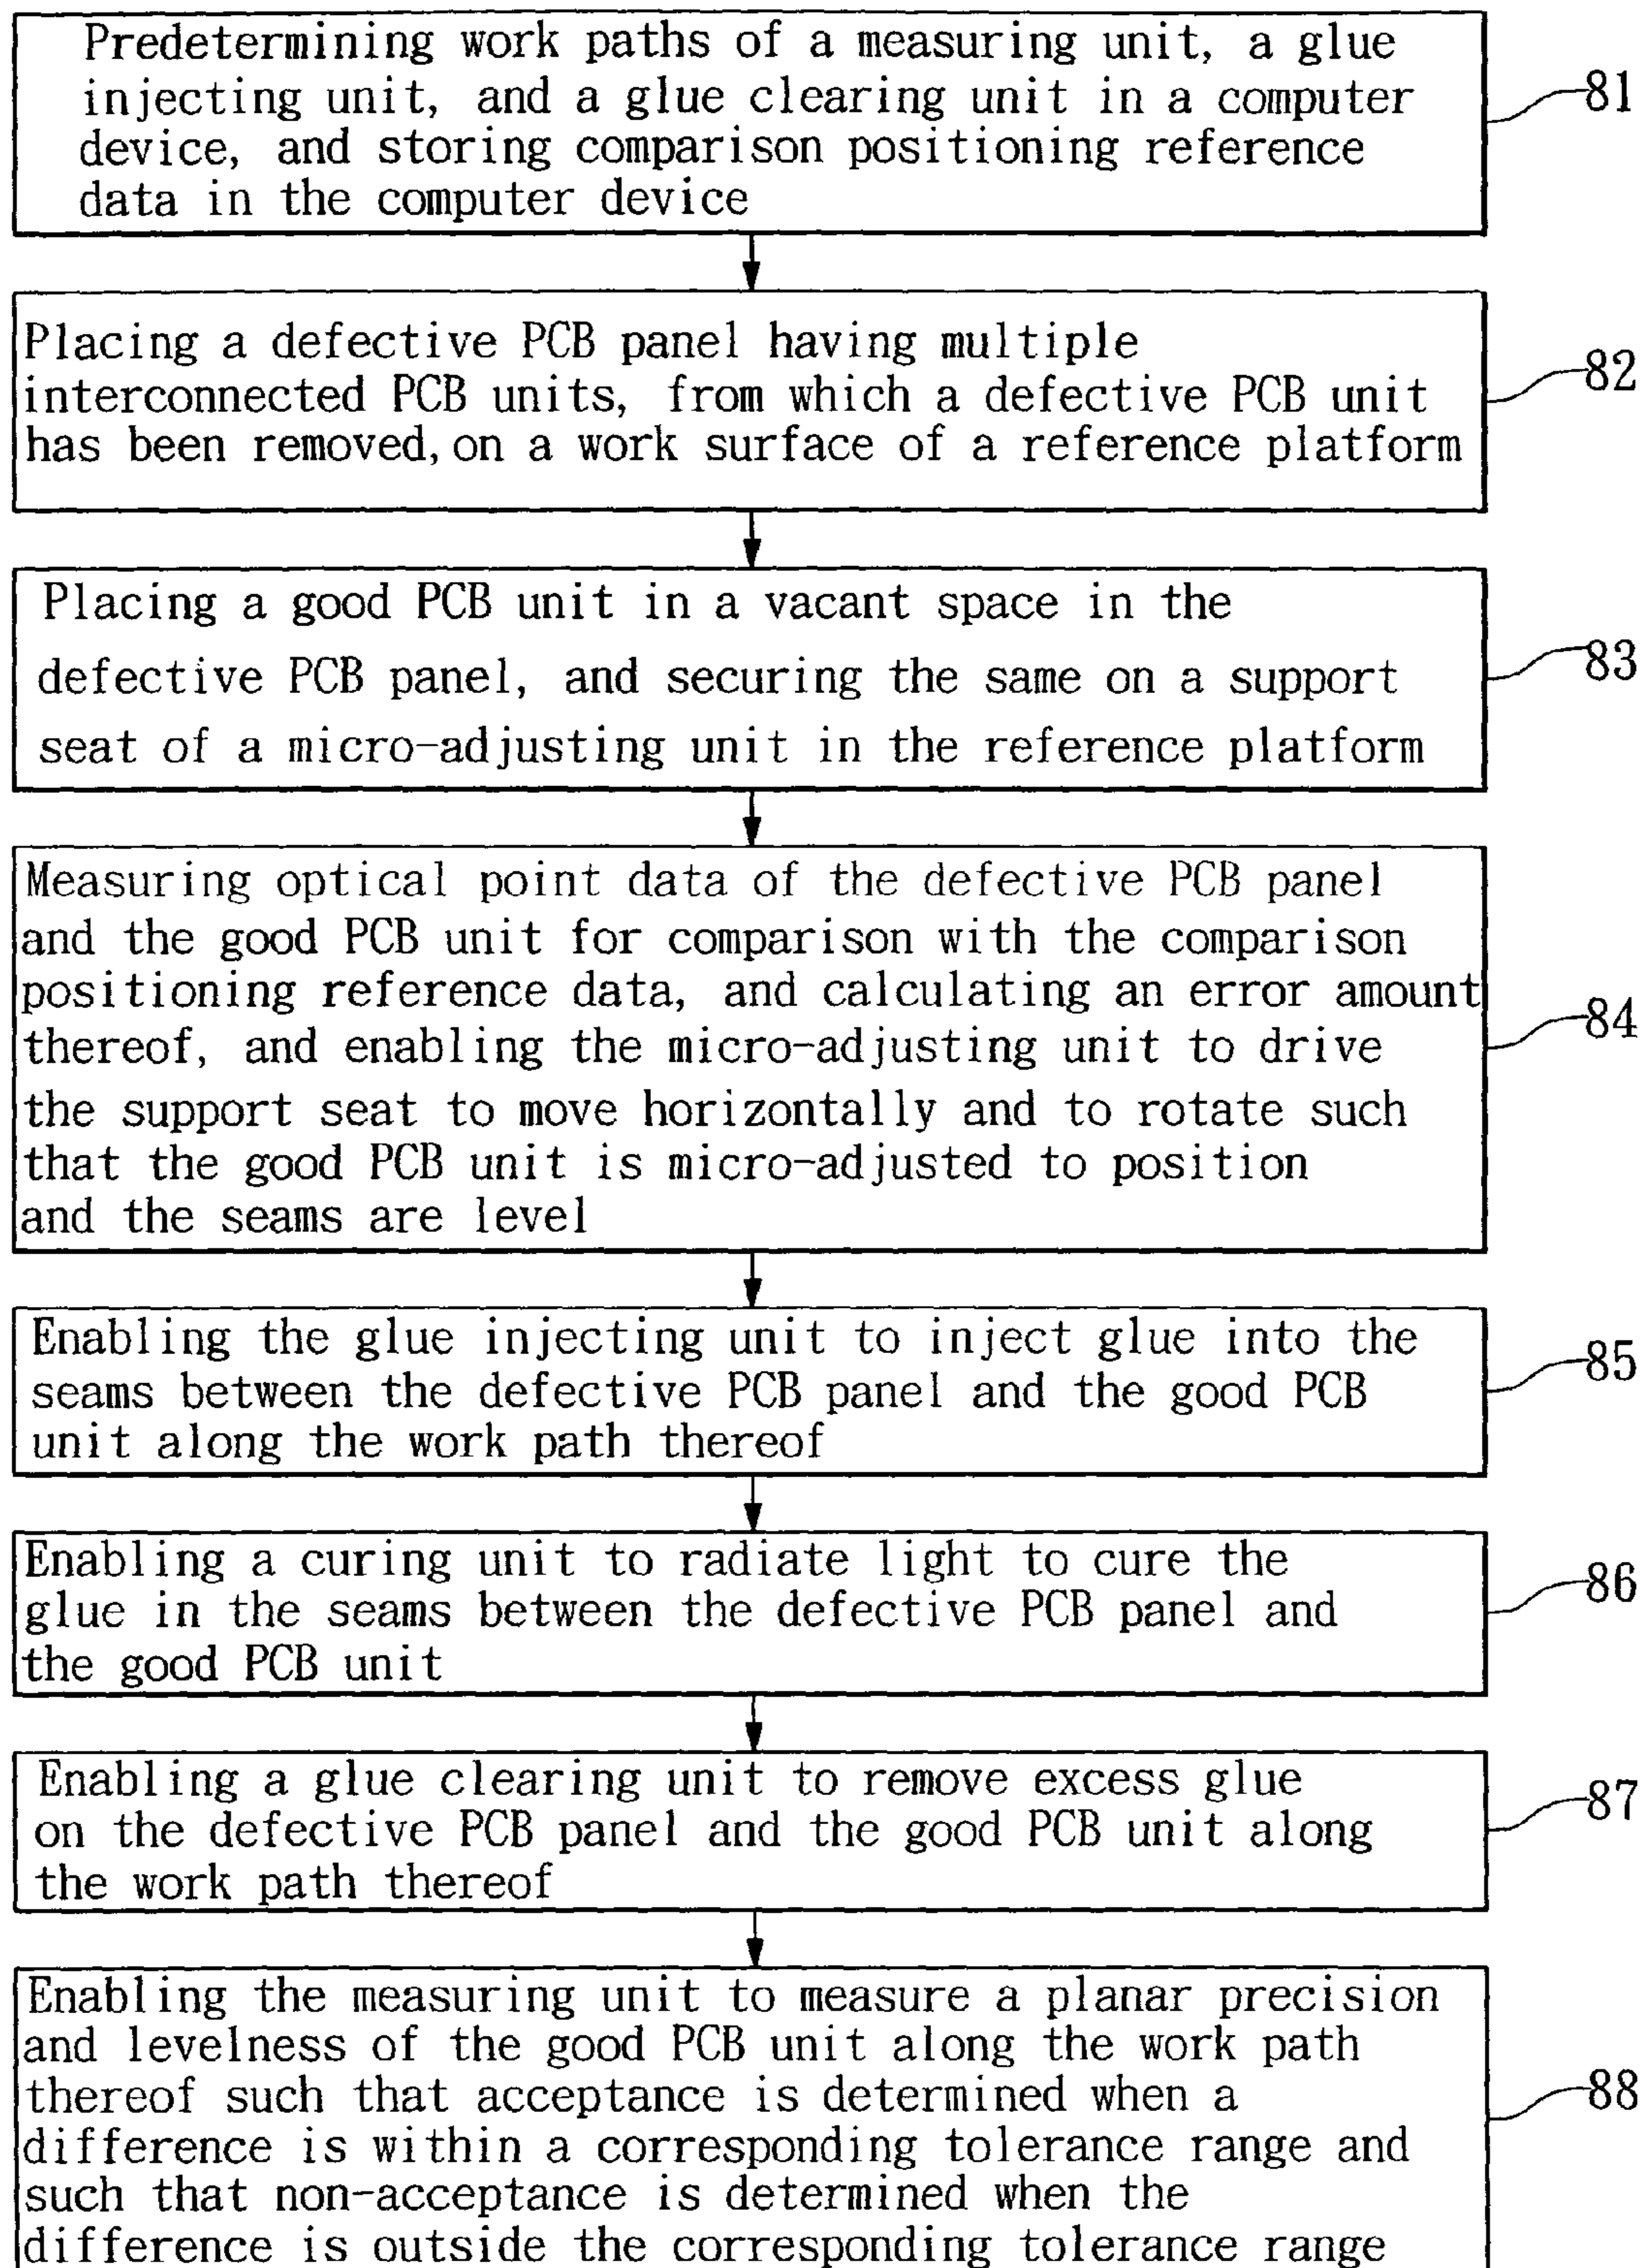 Predetermining work paths of a measuring unit, a glue
injecting unit, and a glue clearing unit in a computer
device, and storing comparison positioning reference
data in the computer device
81
Placing a defective PCB panel having multiple
interconnected PCB units, from which a defective PCB unit
has been removed, on a work surface of a reference platform
82
Placing a good PCB unit in a vacant space in the
defective PCB panel, and securing the same on a support
seat of a micro-adjusting unit in the reference platform
83
Measuring optical point data of the defective PCB panel
and the good PCB unit for comparison with the comparison
positioning reference data, and calculating an error amount
thereof, and enabling the micro-adjusting unit to drive
the support seat to move horizontally and to rotate such
that the good PCB unit is micro-adjusted to position
and the seams are level
84
Enabling the glue injecting unit to inject glue into the
seams between the defective PCB panel and the good PCB
unit along the work path thereof
85
Enabling a curing unit to radiate light to cure the
glue in the seams between the defective PCB panel and
the good PCB unit
86
Enabling a glue clearing unit to remove excess glue
on the defective PCB panel and the good PCB unit along
the work path thereof
87
Enabling the measuring unit to measure a planar precision
and levelness of the good PCB unit along the work path
thereof such that acceptance is determined when a
difference is within a corresponding tolerance range and
such that non-acceptance is determined when the
difference is outside the corresponding tolerance range
88